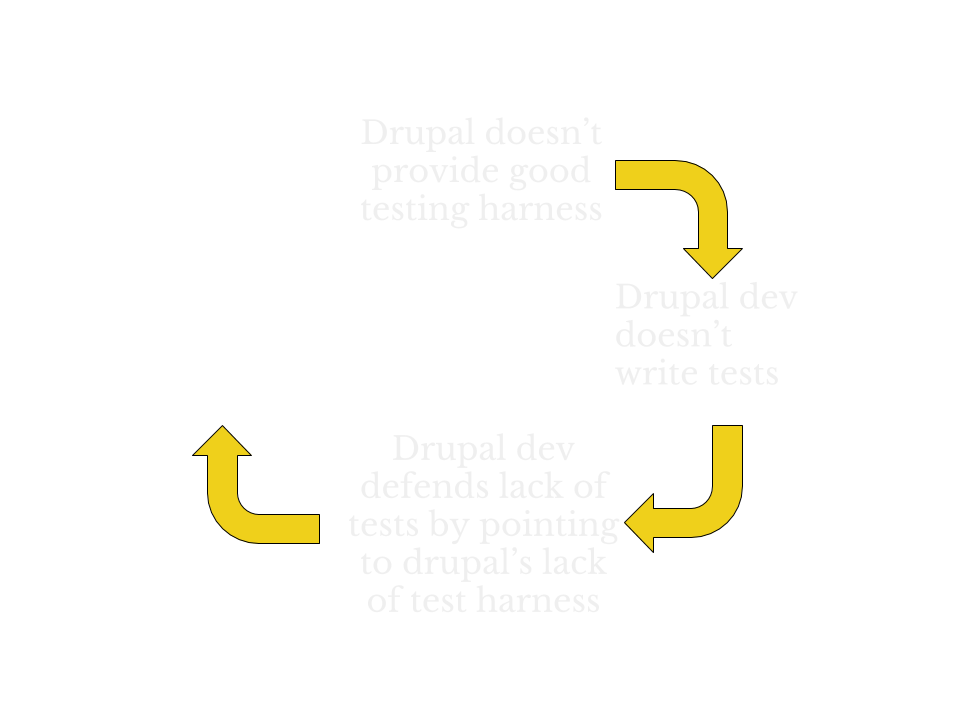 Drupal doesn’t
provide good
testing harness
Drupal dev
doesn’t
write tests
Drupal dev
defends lack of
tests by pointing
to drupal’s lack
of test harness